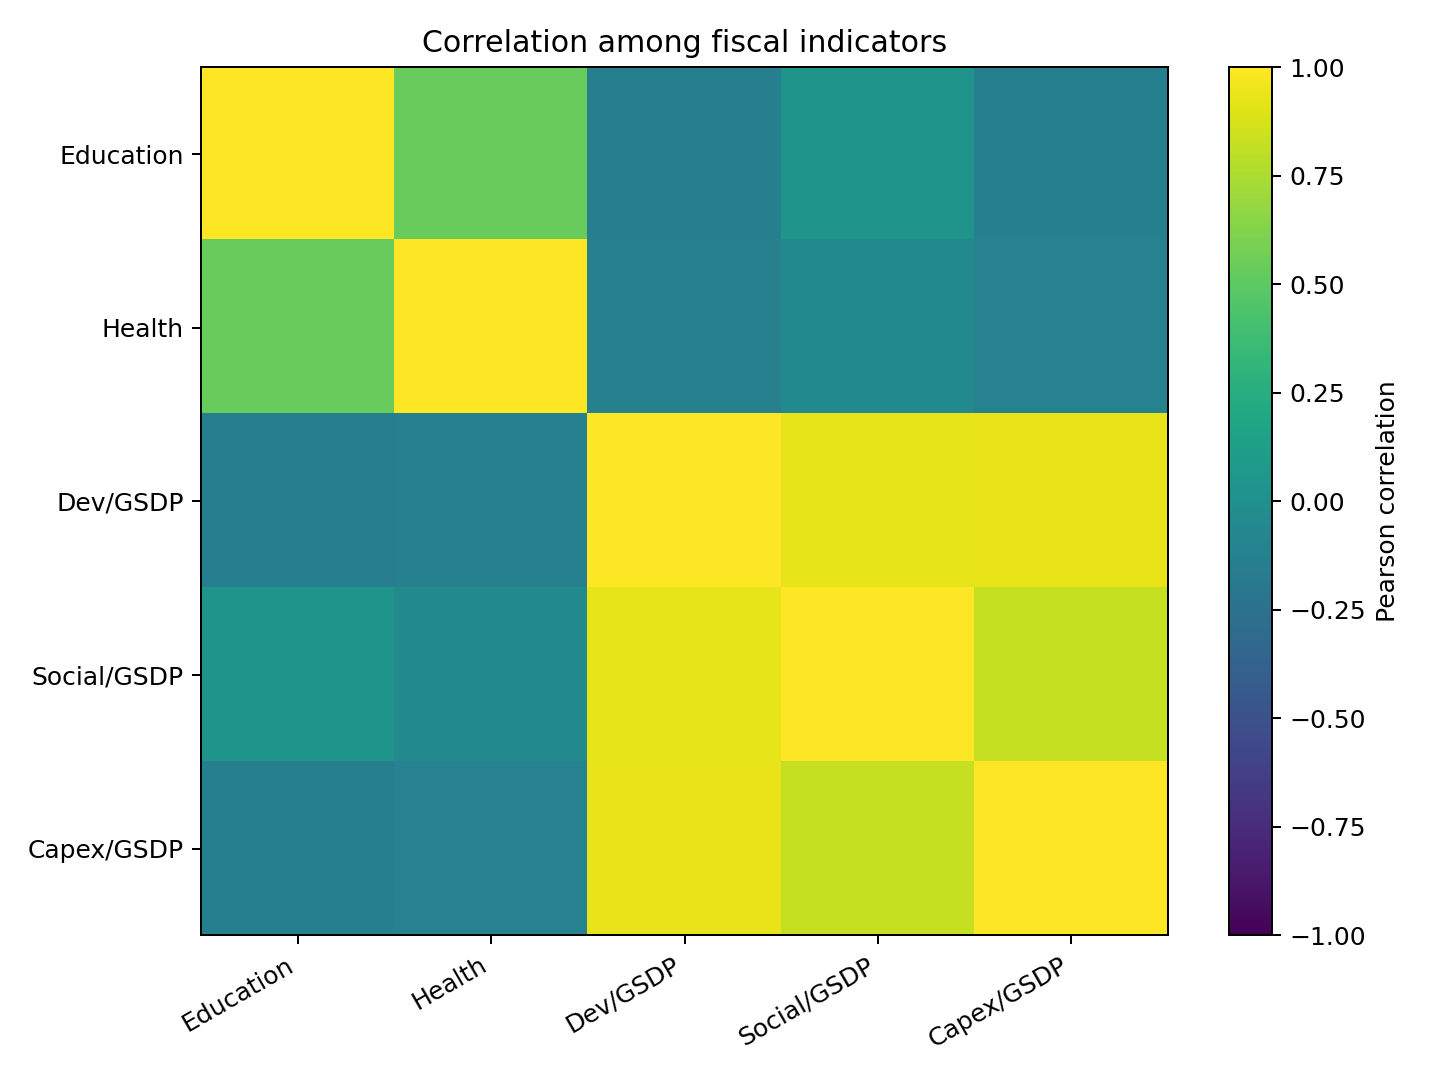 Correlation among fiscal indicators
Education
Health
Dev/GSDP
Social/GSDP
Capex/GSDP
Education
Health
Dev/GSDP
Social/GSDP
Capex/GSDP
1.00
0.75
0.50
0.25
0.00
−0.25
−0.50
−0.75
−1.00
Pearson correlation